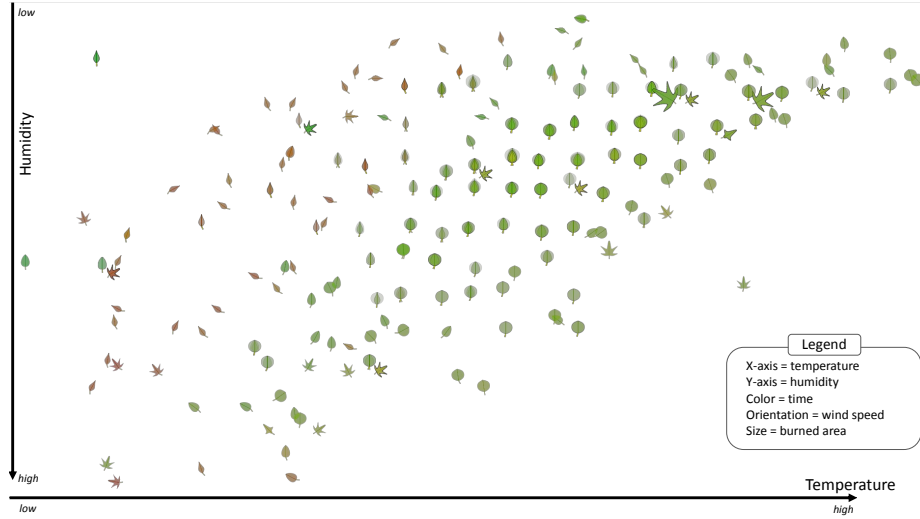 low
Humidity
high
low
Temperature
high
Legend
X-axis = temperature
Y-axis = humidity
Color = time
Orientation = wind speed
Size = burned area